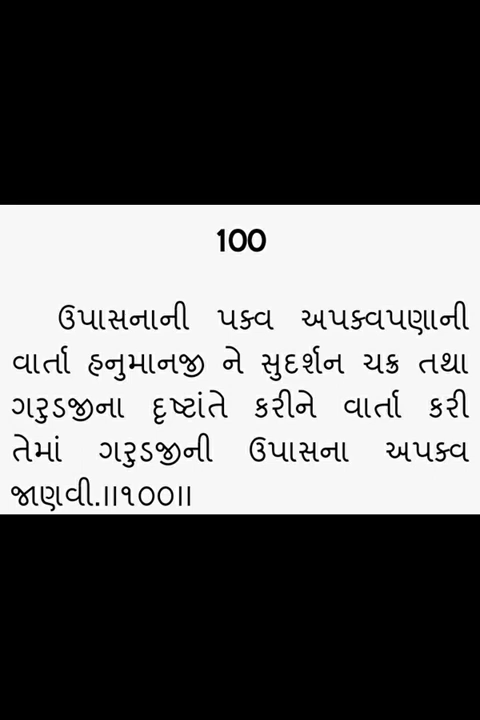 100
ઉપાસનાની પક્વ અપક્વપણાની
વાર્તા હનુમાનજી ને સુદર્શન ચક્ર તથા
ગરુડજીના દૃષ્ટાંતે કરીને વાર્તા કરી
તેમાં ગરુડજીની ઉપાસના અપક્વ
જાણવી.॥૧૦૦॥